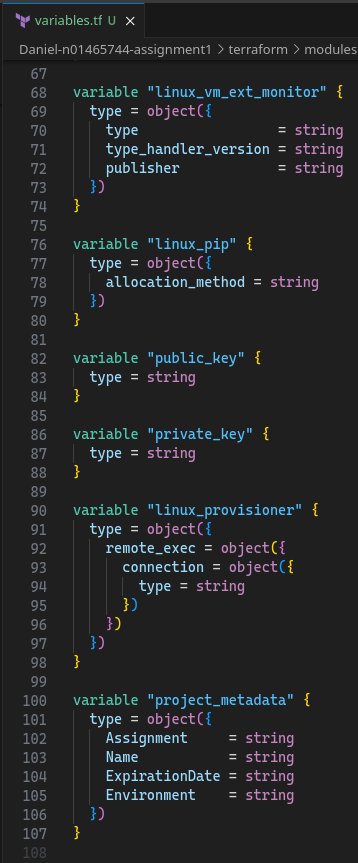 variables.tf U ×
Daniel-n01465744-assignment1 > terraform > modules
67
68 variable "linux_vm_ext_monitor" {
69   type = object({
70     type                 = string
71     type_handler_version = string
72     publisher            = string
73   })
74 }
75
76 variable "linux_pip" {
77   type = object({
78     allocation_method = string
79   })
80 }
81
82 variable "public_key" {
83   type = string
84 }
85
86 variable "private_key" {
87   type = string
88 }
89
90 variable "linux_provisioner" {
91   type = object({
92     remote_exec = object({
93       connection = object({
94         type = string
95       })
96     })
97   })
98 }
99
100 variable "project_metadata" {
101   type = object({
102     Assignment     = string
103     Name           = string
104     ExpirationDate = string
105     Environment    = string
106   })
107 }
108